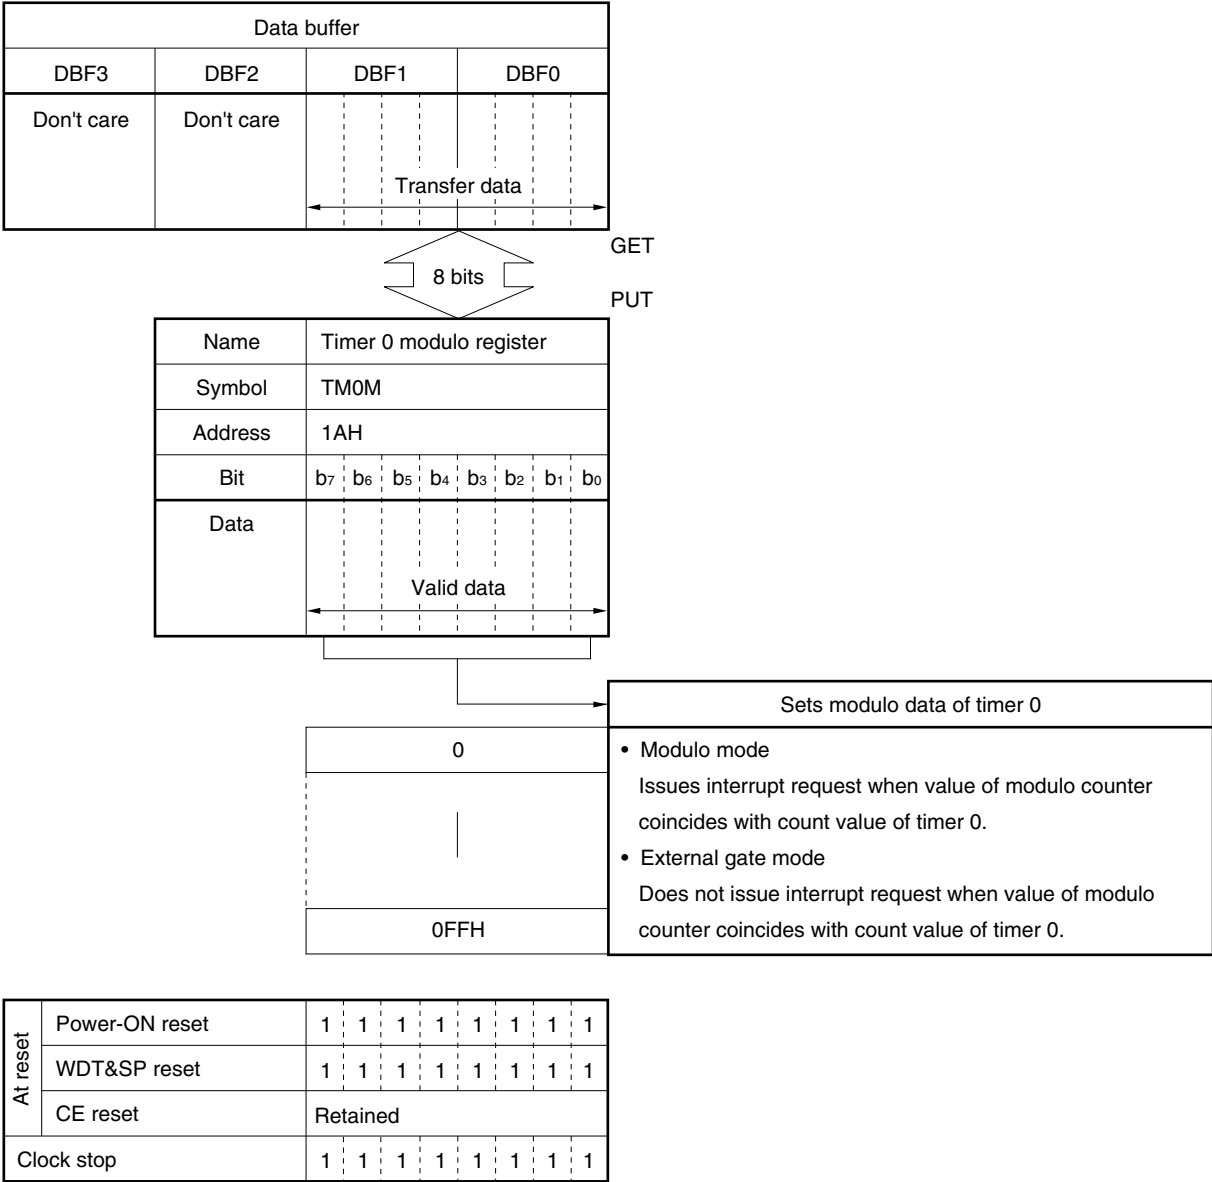 Data buffer
DBF3 DBF2 DBF1 DBF0
Don't care Don't care
Transfer data
GET
8 bits
PUT
Name Timer 0 modulo register
Symbol TM0M
Address 1AH
Bit b7 b6 b5 b4 b3 b2 b1 b0
Data
Valid data
Sets modulo data of timer 0
0
• Modulo mode
Issues interrupt request when value of modulo counter
coincides with count value of timer 0.
• External gate mode
Does not issue interrupt request when value of modulo
counter coincides with count value of timer 0.
0FFH
At reset
Power-ON reset 1 1 1 1 1 1 1 1
WDT&SP reset 1 1 1 1 1 1 1 1
CE reset Retained
Clock stop 1 1 1 1 1 1 1 1